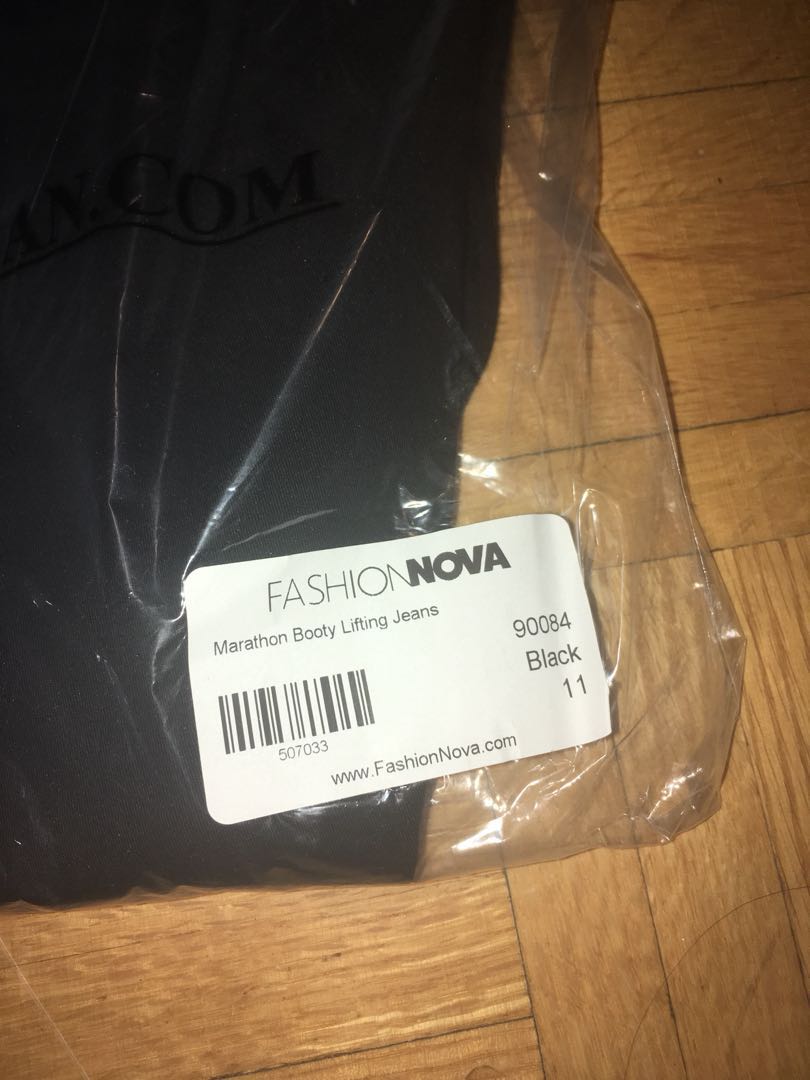 AN.COM
FASHIONNOVA
Marathon Booty Lifting Jeans
90084
Black
11
507033
www.FashionNova.com